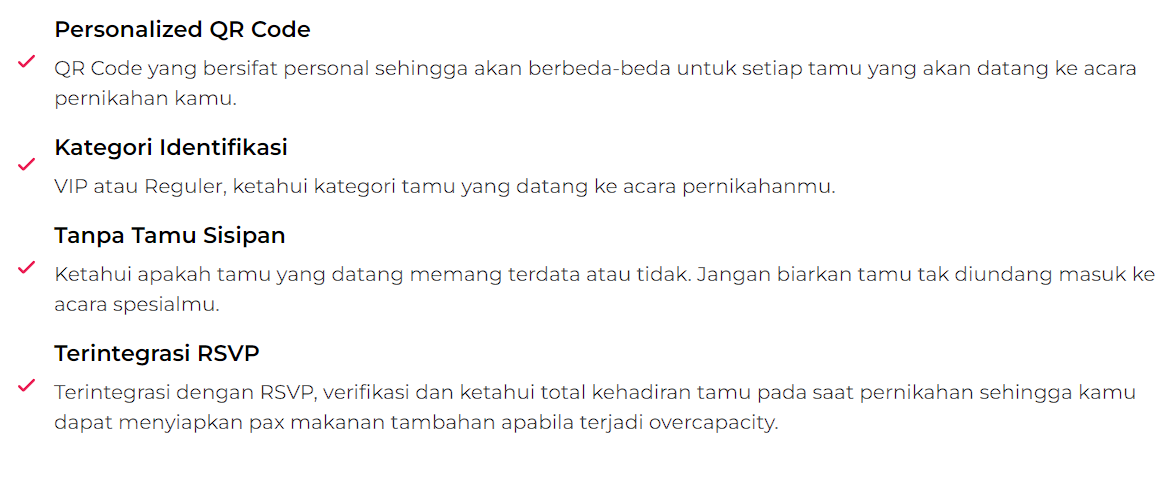 Personalized QR Code
QR Code yang bersifat personal sehingga akan berbeda-beda untuk setiap tamu yang akan datang ke acara
pernikahan kamu.
Kategori Identifikasi
VIP atau Reguler, ketahui kategori tamu yang datang ke acara pernikahanmu.
Tanpa Tamu Sisipan
Ketahui apakah tamu yang datang memang terdata atau tidak. Jangan biarkan tamu tak diundang masuk ke
acara spesialmu.
Terintegrasi RSVP
Terintegrasi dengan RSVP, verifikasi dan ketahui total kehadiran tamu pada saat pernikahan sehingga kamu
dapat menyiapkan pax makanan tambahan apabila terjadi overcapacity.